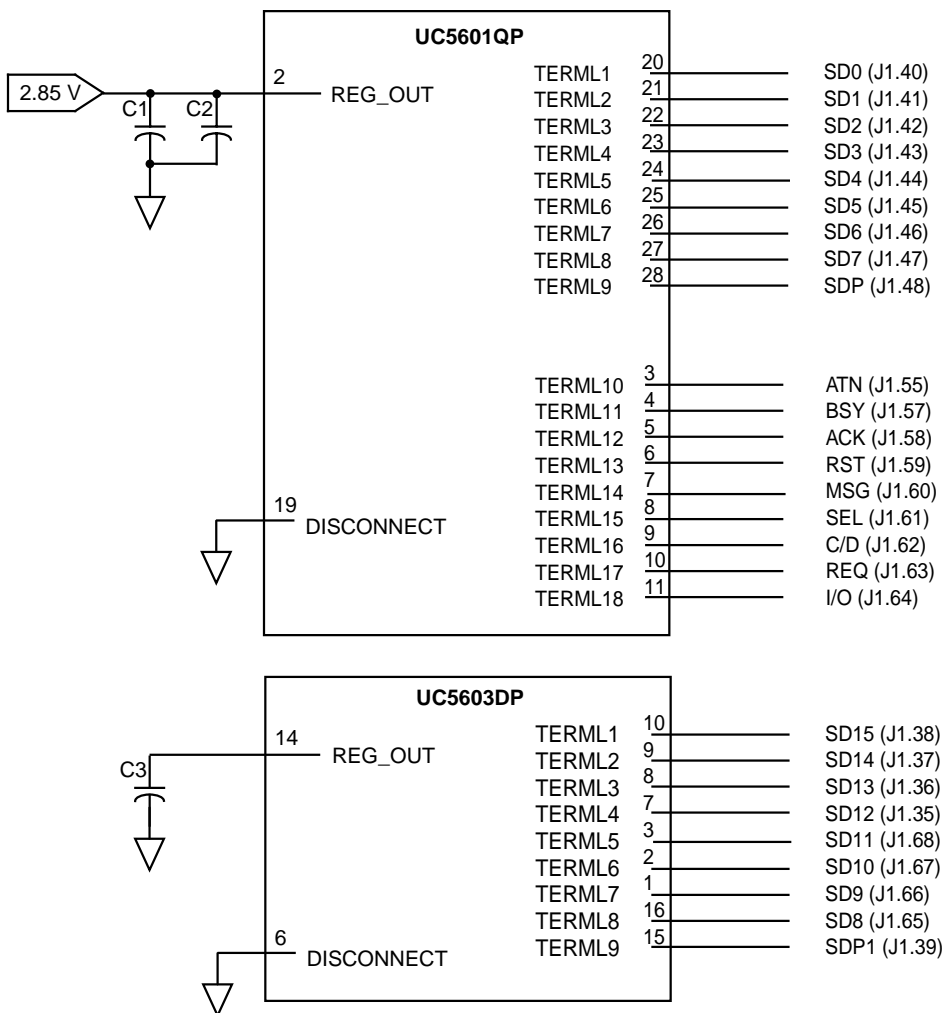 UC5601QP
2.85 V
C1
C2
2
REG_OUT
TERML1 20 SD0 (J1.40)
TERML2 21 SD1 (J1.41)
TERML3 22 SD2 (J1.42)
TERML4 23 SD3 (J1.43)
TERML5 24 SD4 (J1.44)
TERML6 25 SD5 (J1.45)
TERML7 26 SD6 (J1.46)
TERML8 27 SD7 (J1.47)
TERML9 28 SDP (J1.48)
TERML10 3 ATN (J1.55)
TERML11 4 BSY (J1.57)
TERML12 5 ACK (J1.58)
TERML13 6 RST (J1.59)
TERML14 7 MSG (J1.60)
19
DISCONNECT
TERML15 8 SEL (J1.61)
TERML16 9 C/D (J1.62)
TERML17 10 REQ (J1.63)
TERML18 11 I/O (J1.64)
UC5603DP
14
REG_OUT
C3
TERML1 10 SD15 (J1.38)
TERML2 9 SD14 (J1.37)
TERML3 8 SD13 (J1.36)
TERML4 7 SD12 (J1.35)
TERML5 3 SD11 (J1.68)
TERML6 2 SD10 (J1.67)
TERML7 1 SD9 (J1.66)
TERML8 16 SD8 (J1.65)
TERML9 15 SDP1 (J1.39)
6
DISCONNECT